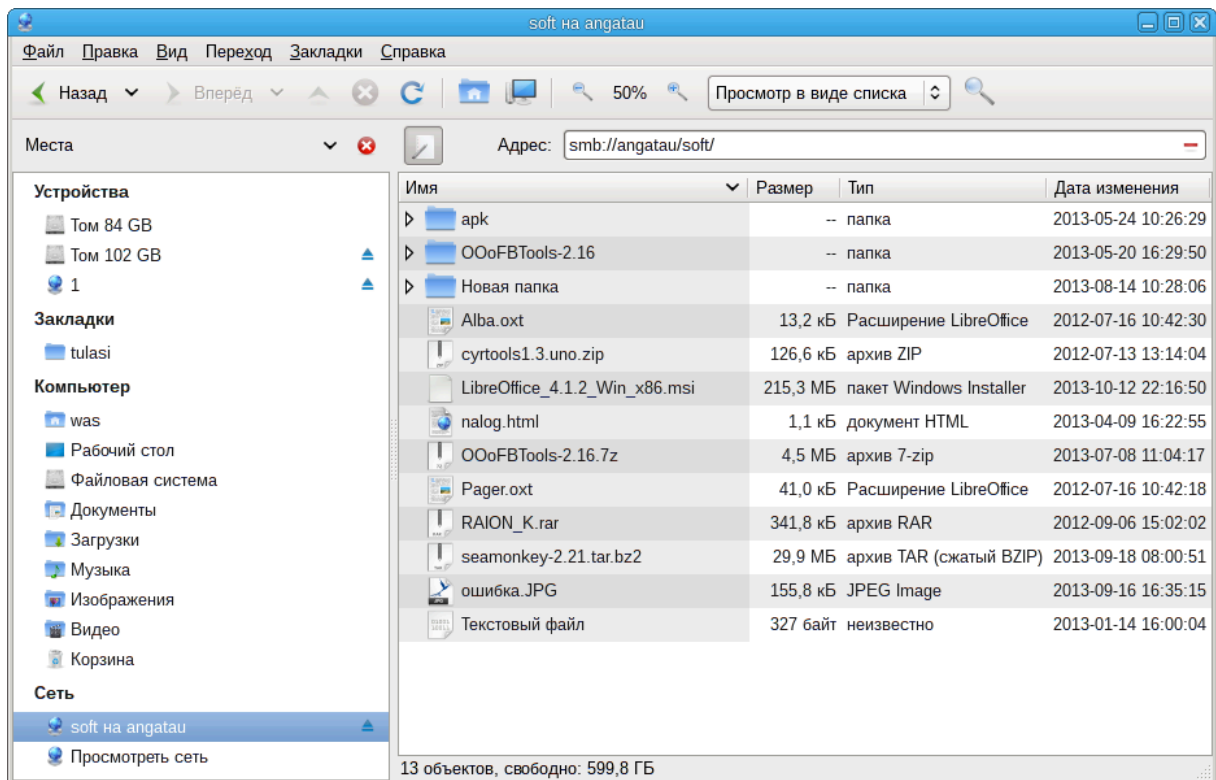 soft на angatau
Файл Правка Вид Переход Закладки Справка
Назад Вперёд 50% Просмотр в виде списка
Места Адрес: smb://angatau/soft/
Устройства
Том 84 GB
Том 102 GB
1
Закладки
tulasi
Компьютер
was
Рабочий стол
Файловая система
Документы
Загрузки
Музыка
Изображения
Видео
Корзина
Сеть
soft на angatau
Просмотреть сеть
Имя Размер Тип Дата изменения
apk -- папка 2013-05-24 10:26:29
OOoFBTools-2.16 -- папка 2013-05-20 16:29:50
Новая папка -- папка 2013-08-14 10:28:06
Alba.oxt 13,2 кБ Расширение LibreOffice 2012-07-16 10:42:30
cyrtools1.3.uno.zip 126,6 кБ архив ZIP 2012-07-13 13:14:04
LibreOffice_4.1.2_Win_x86.msi 215,3 МБ пакет Windows Installer 2013-10-12 22:16:50
nalog.html 1,1 кБ документ HTML 2013-04-09 16:22:55
OOoFBTools-2.16.7z 4,5 МБ архив 7-zip 2013-07-08 11:04:17
Pager.oxt 41,0 кБ Расширение LibreOffice 2012-07-16 10:42:18
RAION_K.rar 341,8 кБ архив RAR 2012-09-06 15:02:02
seamonkey-2.21.tar.bz2 29,9 МБ архив TAR (сжатый BZIP) 2013-09-18 08:00:51
ошибка.JPG 155,8 кБ JPEG Image 2013-09-16 16:35:15
Текстовый файл 327 байт неизвестно 2013-01-14 16:00:04
13 объектов, свободно: 599,8 ГБ